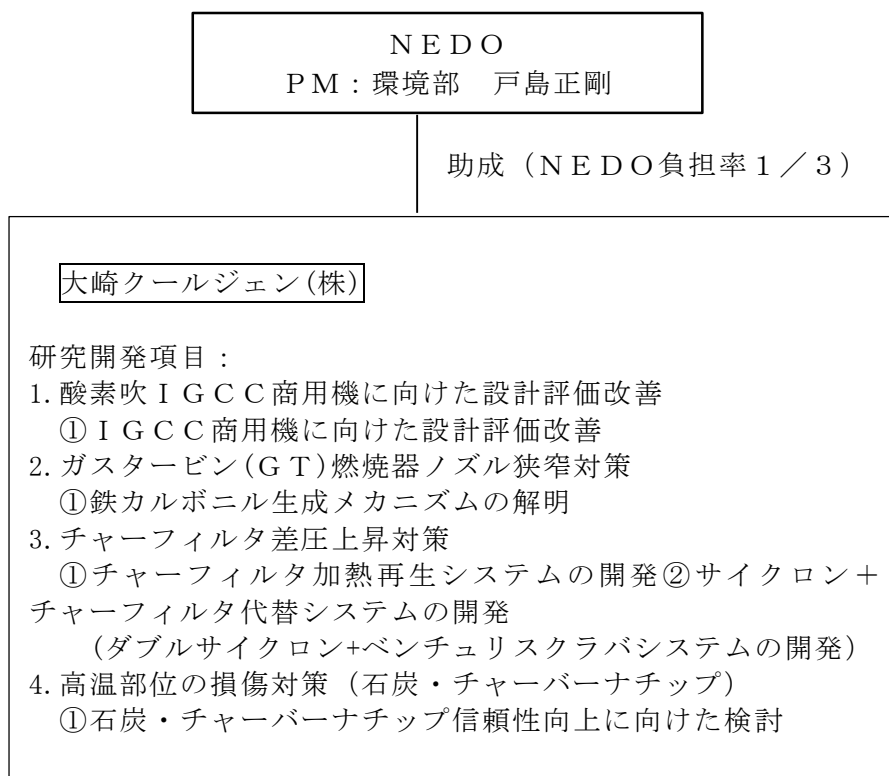 ＮＥＤＯ
ＰＭ：環境部　戸島正剛
助成（ＮＥＤＯ負担率１／３）
大崎クールジェン(株)
研究開発項目：
1.酸素吹ＩＧＣＣ商用機に向けた設計評価改善
①ＩＧＣＣ商用機に向けた設計評価改善
2.ガスタービン(ＧＴ)燃焼器ノズル狭窄対策
①鉄カルボニル生成メカニズムの解明
3.チャーフィルタ差圧上昇対策
①チャーフィルタ加熱再生システムの開発②サイクロン＋
チャーフィルタ代替システムの開発
(ダブルサイクロン+ベンチュリスクラバシステムの開発)
4.高温部位の損傷対策（石炭・チャーバーナチップ）
①石炭・チャーバーナチップ信頼性向上に向けた検討